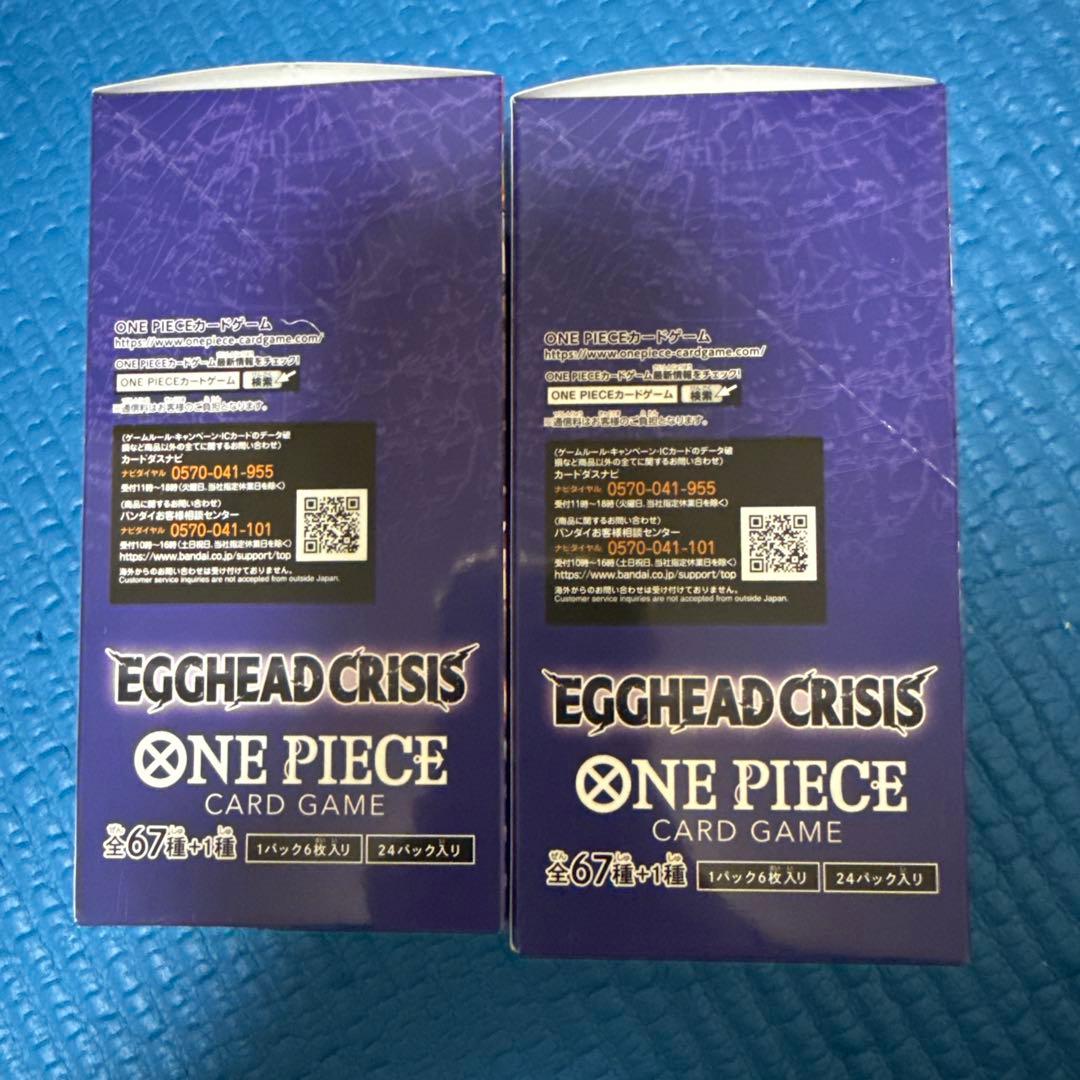 ONE PIECEカードゲーム
https://www.onepiece-cardgame.com/
ONE PIECEカードゲーム最新情報をチェック!
ONE PIECEカードゲーム 検索
※通信料はお客様のご負担となります。
(ゲームルール・キャンペーン・ICカードのデータ破
損など商品以外の全てに関するお問い合わせ)
カードダスナビ
ナビダイヤル 0570-041-955
受付11時〜18時(火曜日、当社指定休業日を除く)
(商品に関するお問い合わせ)
バンダイお客様相談センター
ナビダイヤル 0570-041-101
受付10時〜16時(土日祝日、当社指定休業日を除く)
https://www.bandai.co.jp/support/top
海外からのお問い合わせは受け付けておりません。
Customer service inquiries are not accepted from outside Japan.
EGGHEAD CRISIS
ONE PIECE
CARD GAME
全67種+1種 1パック6枚入り 24パック入り
ONE PIECEカードゲーム
https://www.onepiece-cardgame.com/
ONE PIECEカードゲーム最新情報をチェック!
ONE PIECEカードゲーム 検索
※通信料はお客様のご負担となります。
(ゲームルール・キャンペーン・ICカードのデータ破
損など商品以外の全てに関するお問い合わせ)
カードダスナビ
ナビダイヤル 0570-041-955
受付11時〜18時(火曜日、当社指定休業日を除く)
(商品に関するお問い合わせ)
バンダイお客様相談センター
ナビダイヤル 0570-041-101
受付10時〜16時(土日祝日、当社指定休業日を除く)
https://www.bandai.co.jp/support/top
海外からのお問い合わせは受け付けておりません。
Customer service inquiries are not accepted from outside Japan.
EGGHEAD CRISIS
ONE PIECE
CARD GAME
全67種+1種 1パック6枚入り 24パック入り